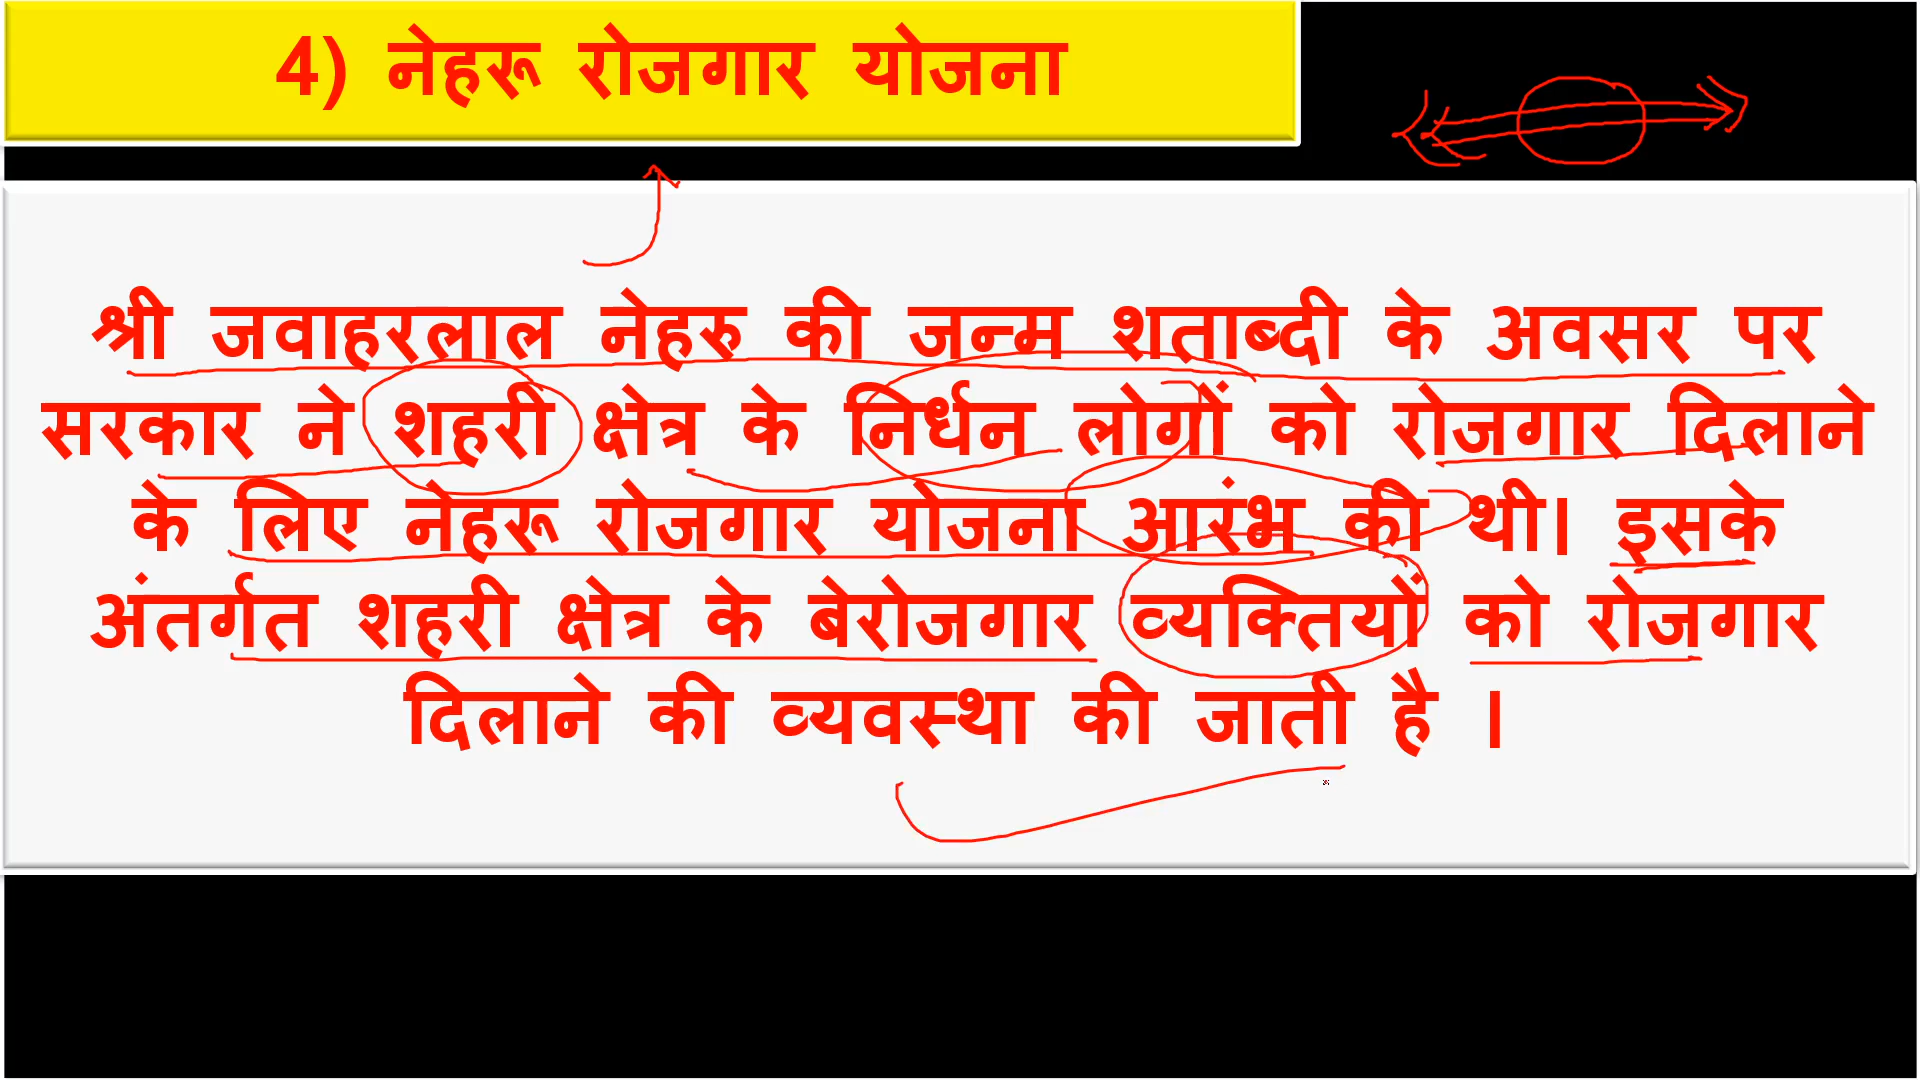 4) नेहरू रोजगार योजना
श्री जवाहरलाल नेहरु की जन्म शताब्दी के अवसर पर
सरकार ने शहरी क्षेत्र के निर्धन लोगों को रोजगार दिलाने
के लिए नेहरू रोजगार योजना आरंभ की थी। इसके
अंतर्गत शहरी क्षेत्र के बेरोजगार व्यक्तियों को रोजगार
दिलाने की व्यवस्था की जाती है ।